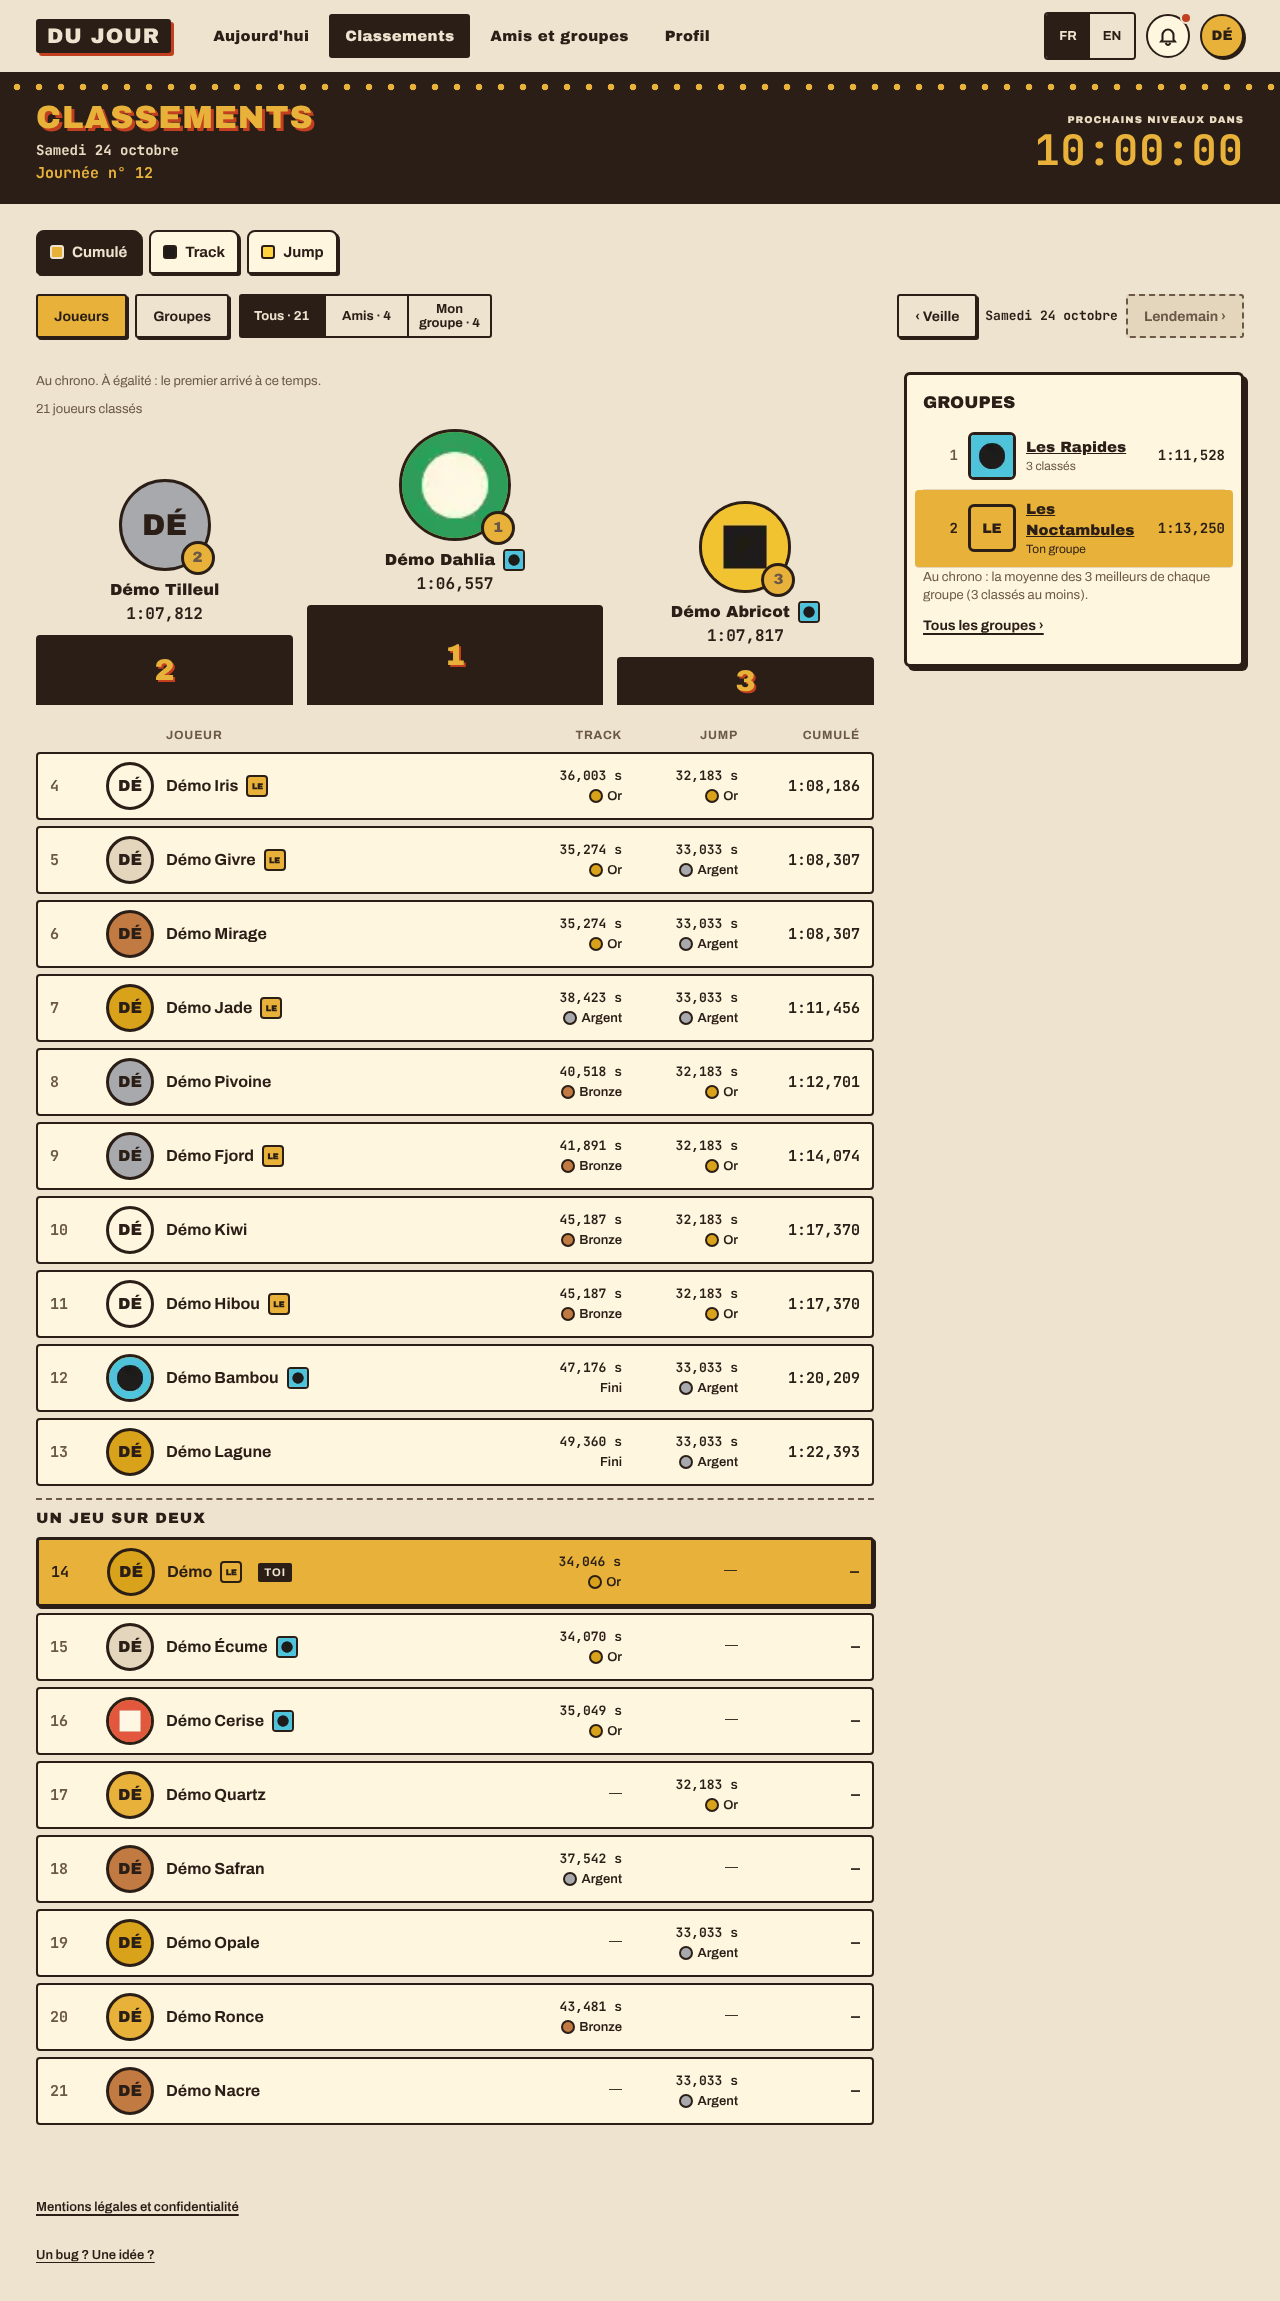 DU JOUR
Aujourd'hui
Classements
Amis et groupes
Profil
FR
EN
DÉ
CLASSEMENTS
Samedi 24 octobre
Journée n° 12
PROCHAINS NIVEAUX DANS
10:00:00
Cumulé
Track
Jump
Joueurs
Groupes
Tous · 21
Amis · 4
Mon
groupe · 4
‹ Veille
Samedi 24 octobre
Lendemain ›
Au chrono. À égalité : le premier arrivé à ce temps.
21 joueurs classés
DÉ
2
Démo Tilleul
1:07,812
2
1
Démo Dahlia
1:06,557
1
3
Démo Abricot
1:07,817
3
GROUPES
1 Les Rapides 1:11,528
3 classés
2 LE Les
Noctambules 1:13,250
Ton groupe
Au chrono : la moyenne des 3 meilleurs de chaque
groupe (3 classés au moins).
Tous les groupes ›
JOUEUR TRACK JUMP CUMULÉ
4 DÉ Démo Iris LE 36,003 s 32,183 s 1:08,186
Or Or
5 DÉ Démo Givre LE 35,274 s 33,033 s 1:08,307
Or Argent
6 DÉ Démo Mirage 35,274 s 33,033 s 1:08,307
Or Argent
7 DÉ Démo Jade LE 38,423 s 33,033 s 1:11,456
Argent Argent
8 DÉ Démo Pivoine 40,518 s 32,183 s 1:12,701
Bronze Or
9 DÉ Démo Fjord LE 41,891 s 32,183 s 1:14,074
Bronze Or
10 DÉ Démo Kiwi 45,187 s 32,183 s 1:17,370
Bronze Or
11 DÉ Démo Hibou LE 45,187 s 32,183 s 1:17,370
Bronze Or
12 Démo Bambou 47,176 s 33,033 s 1:20,209
Fini Argent
13 DÉ Démo Lagune 49,360 s 33,033 s 1:22,393
Fini Argent
UN JEU SUR DEUX
14 DÉ Démo LE TOI 34,046 s — –
Or
15 DÉ Démo Écume 34,070 s — –
Or
16 Démo Cerise 35,049 s — –
Or
17 DÉ Démo Quartz — 32,183 s –
Or
18 DÉ Démo Safran 37,542 s — –
Argent
19 DÉ Démo Opale — 33,033 s –
Argent
20 DÉ Démo Ronce 43,481 s — –
Bronze
21 DÉ Démo Nacre — 33,033 s –
Argent
Mentions légales et confidentialité
Un bug ? Une idée ?